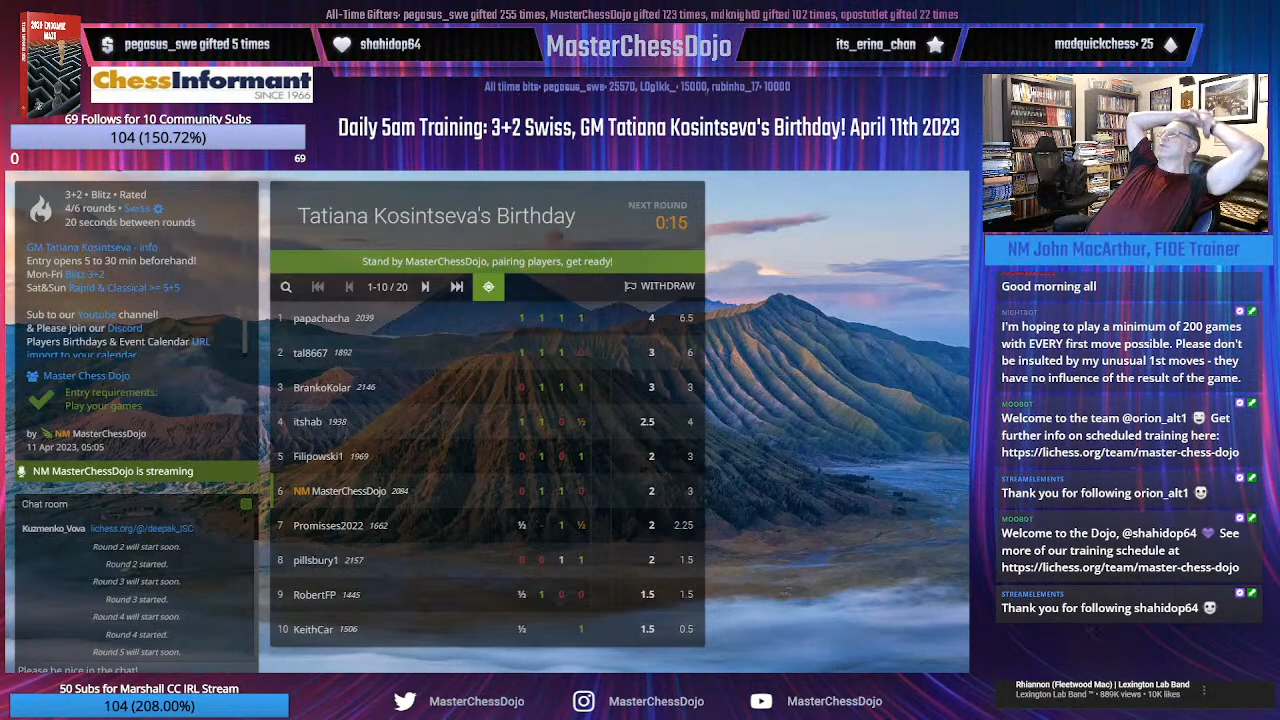 All-Time Gifters• pegasus_swe gifted 255 times, MasterChessDojo gifted 123 times, mdknightD gifted 102 times, apostatlet gifted 22 times
pegasus_swe gifted 5 times
shahidop64
MasterChessDojo
its_erina_chan
madquickchess• 25
ChessInformant
SINCE 1966
All time bits• pegasus_swe• 25570, L0g1kk_• 15000, rubinho_17• 10000
69 Follows for 10 Community Subs
104 (150.72%)
0
69
Daily 5am Training: 3+2 Swiss, GM Tatiana Kosintseva's Birthday! April 11th 2023
3+2 • Blitz • Rated
4/6 rounds • Swiss
20 seconds between rounds
GM Tatiana Kosintseva - info
Entry opens 5 to 30 min beforehand!
Mon-Fri Blitz 3+2
Sat&Sun Rapid & Classical >= 5+5
Sub to our Youtube channel!
& Please join our Discord
Players Birthdays & Event Calendar URL
import to your calendar
Master Chess Dojo
Entry requirements:
Play your games
by NM MasterChessDojo
11 Apr 2023, 05:05
NM MasterChessDojo is streaming
Chat room
Kuzmenko_Vova lichess.org/@/deepak_ISC
Round 2 will start soon.
Round 2 started.
Round 3 will start soon.
Round 3 started.
Round 4 will start soon.
Round 4 started.
Round 5 will start soon.
Please be nice in the chat!
Tatiana Kosintseva's Birthday
NEXT ROUND
0:15
Stand by MasterChessDojo, pairing players, get ready!
1-10 / 20
WITHDRAW
1 papachacha 2039 1 1 1 1 4 6.5
2 tal8667 1892 1 1 1 0 3 6
3 BrankoKolar 2146 0 1 1 1 3 3
4 itshab 1938 1 1 0 ½ 2.5 4
5 Filipowski1 1969 0 1 0 1 2 3
6 NM MasterChessDojo 2084 0 1 1 0 2 3
7 Promisses2022 1662 ½ - 1 ½ 2 2.25
8 pillsbury1 2157 0 0 1 1 2 1.5
9 RobertFP 1445 ½ 1 0 0 1.5 1.5
10 KeithCar 1506 ½ 1 1.5 0.5
NM John MacArthur, FIDE Trainer
Good morning all
NIGHTBOT
I'm hoping to play a minimum of 200 games
with EVERY first move possible. Please don't
be insulted by my unusual 1st moves - they
have no influence of the result of the game.
MOOBOT
Welcome to the team @orion_alt1 Get
further info on scheduled training here:
https://lichess.org/team/master-chess-dojo
STREAMELEMENTS
Thank you for following orion_alt1
MOOBOT
Welcome to the Dojo, @shahidop64 See
more of our training schedule at
https://lichess.org/team/master-chess-dojo
STREAMELEMENTS
Thank you for following shahidop64
50 Subs for Marshall CC IRL Stream
104 (208.00%)
MasterChessDojo
MasterChessDojo
MasterChessDojo
Rhiannon (Fleetwood Mac) | Lexington Lab Band
Lexington Lab Band ™ • 889K views • 10K likes